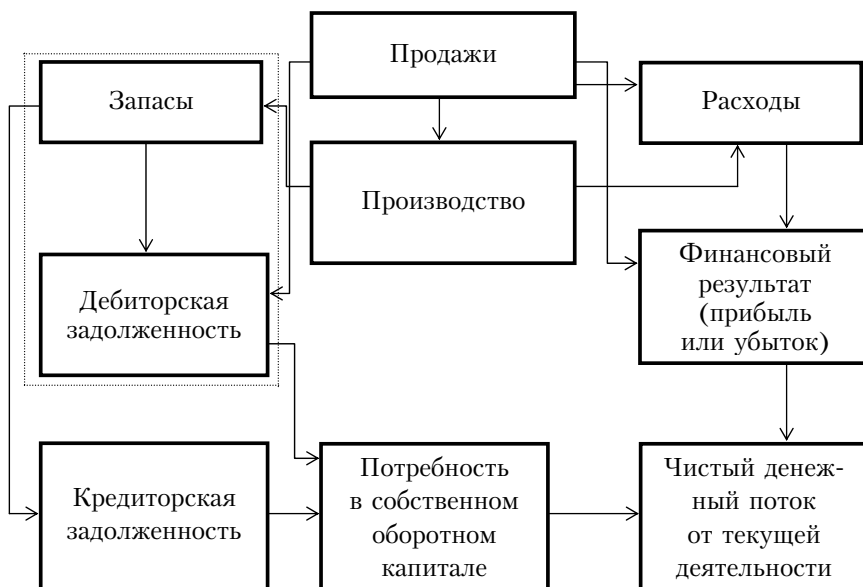 Продажи
Запасы
Расходы
Производство
Дебиторская
задолженность
Финансовый
результат
(прибыль
или убыток)
Кредиторская
задолженность
Потребность
в собственном
оборотном
капитале
Чистый денеж-
ный поток
от текущей
деятельности